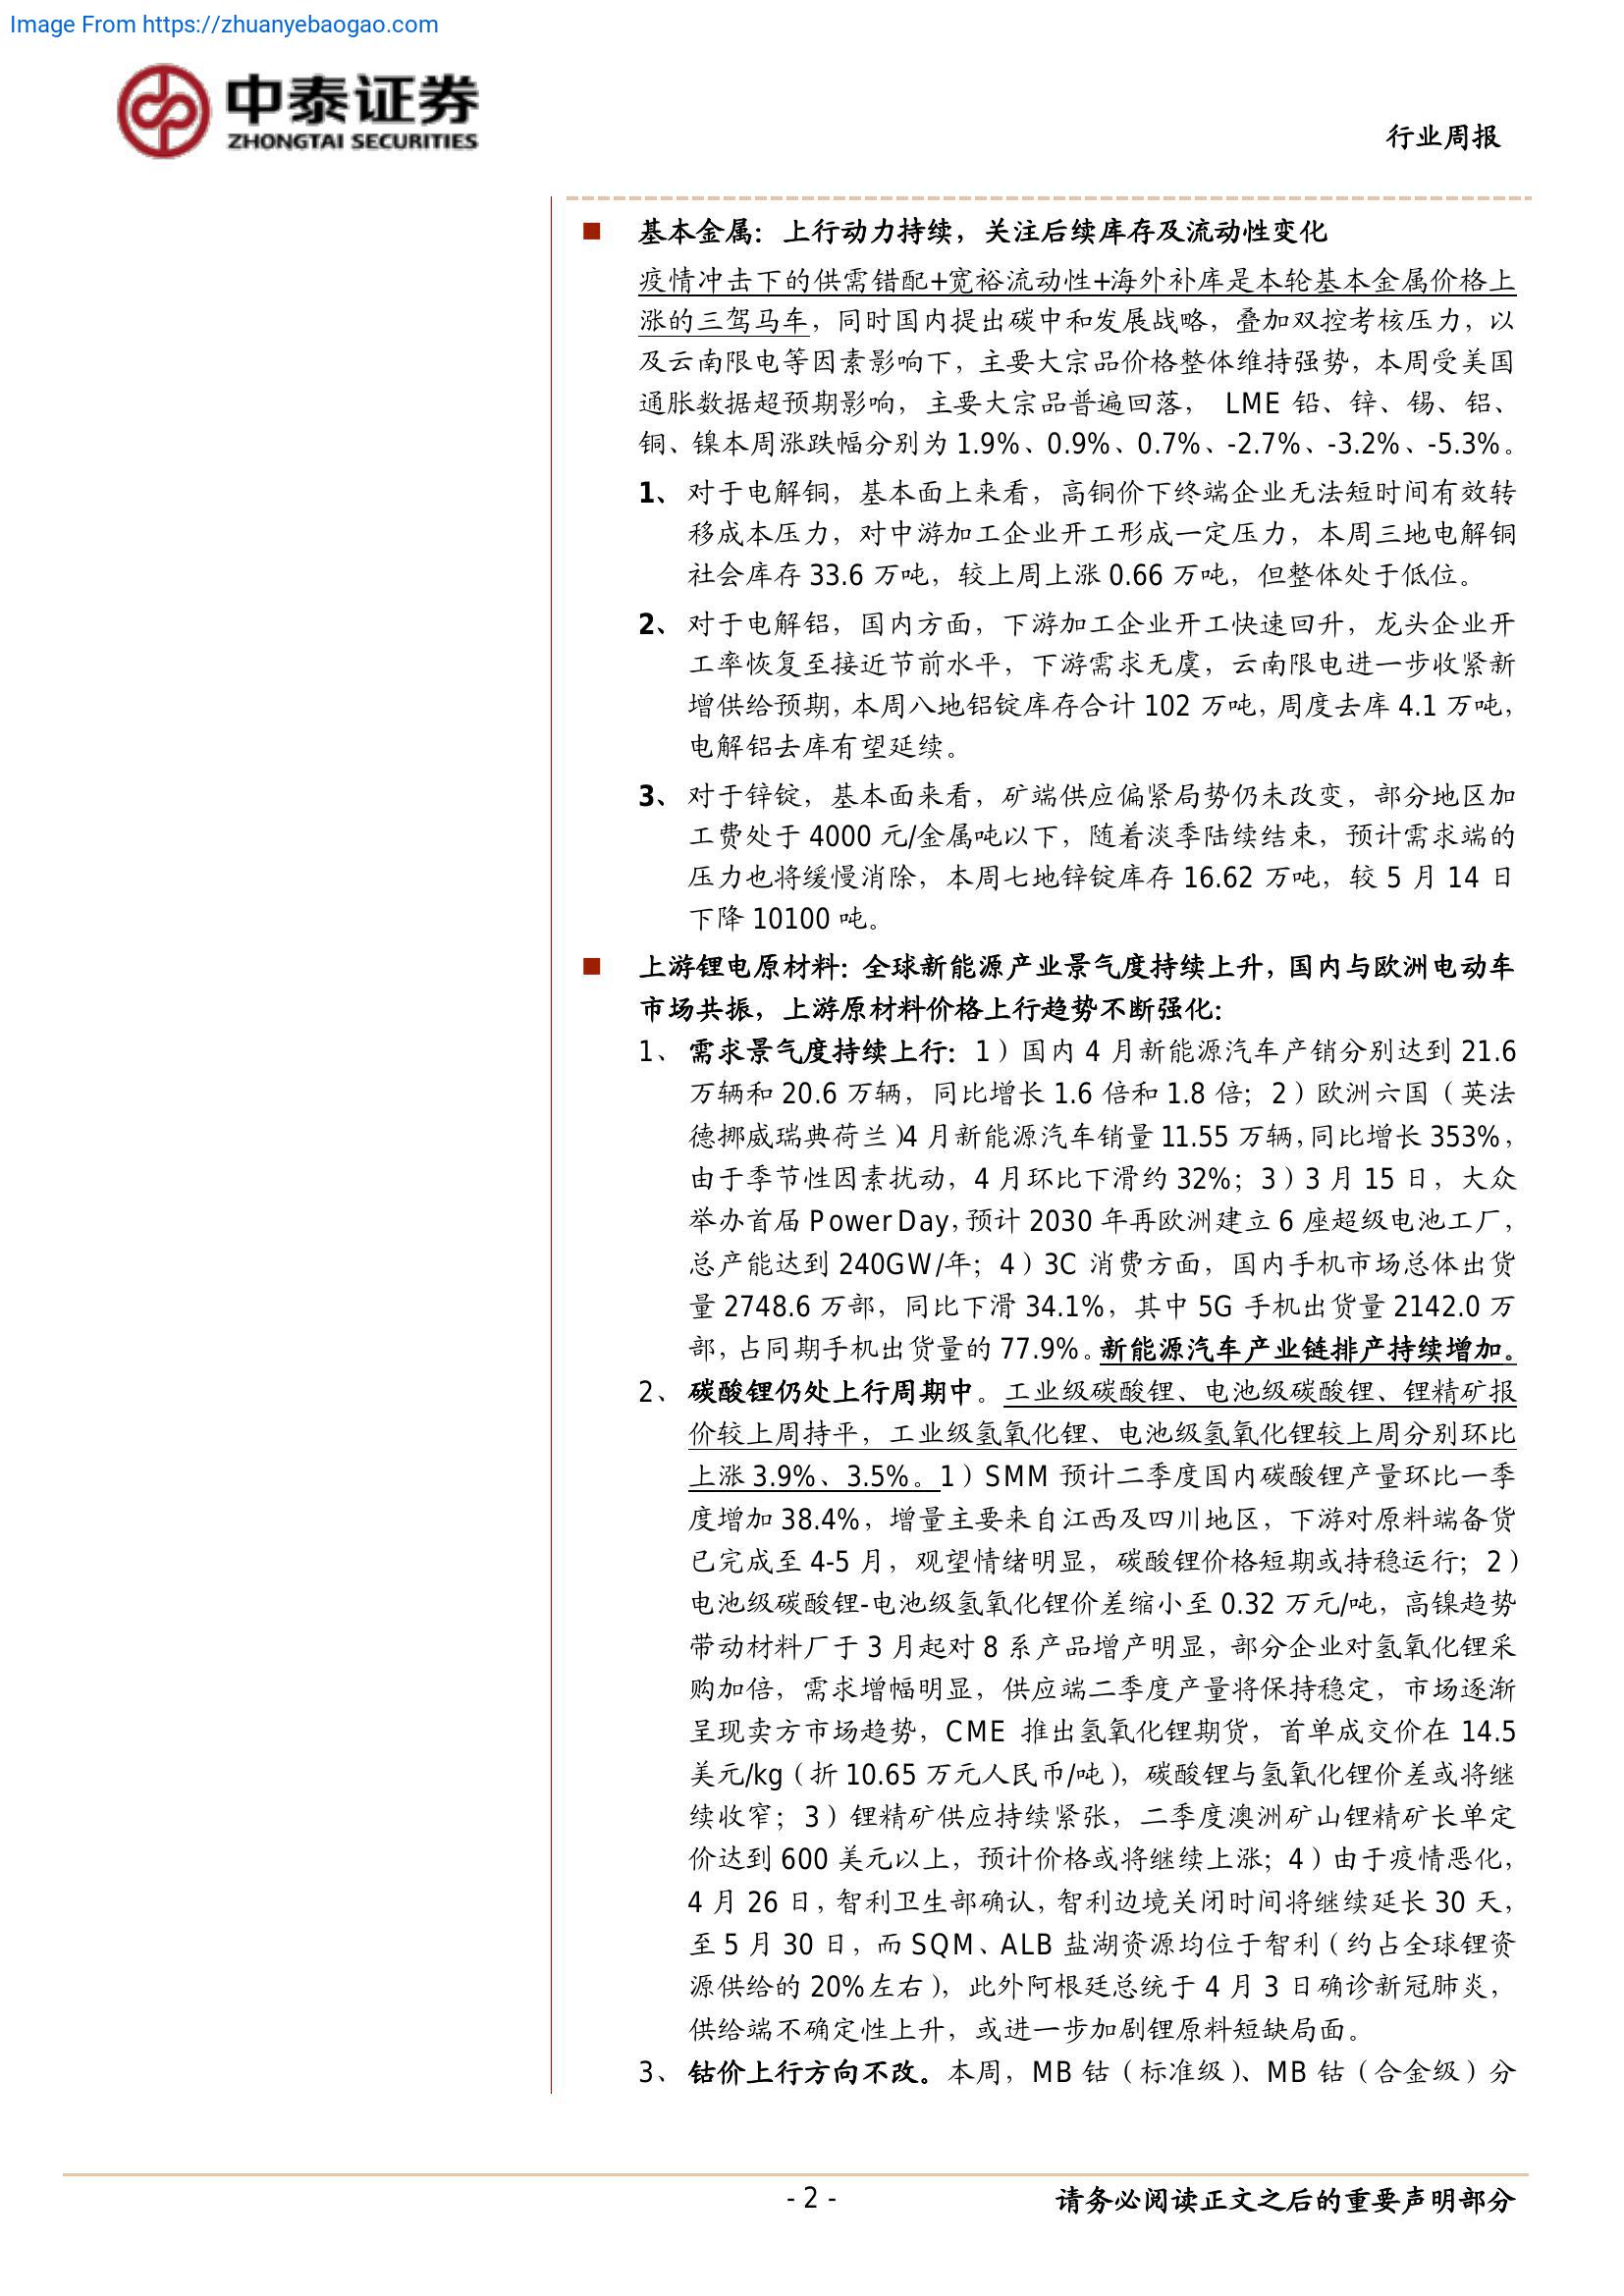 Image From https://zhuanyebaogao.com
中泰证券
ZHONGTAI SECURITIES
行业周报
■ 基本金属：上行动力持续，关注后续库存及流动性变化
疫情冲击下的供需错配+宽裕流动性+海外补库是本轮基本金属价格上
涨的三驾马车，同时国内提出碳中和发展战略，叠加双控考核压力，以
及云南限电等因素影响下，主要大宗品价格整体维持强势，本周受美国
通胀数据超预期影响，主要大宗品普遍回落， LME 铅、锌、锡、铝、
铜、镍本周涨跌幅分别为 1.9%、0.9%、0.7%、-2.7%、-3.2%、-5.3%。
1、 对于电解铜，基本面上来看，高铜价下终端企业无法短时间有效转
移成本压力，对中游加工企业开工形成一定压力，本周三地电解铜
社会库存 33.6 万吨，较上周上涨 0.66 万吨，但整体处于低位。
2、 对于电解铝，国内方面，下游加工企业开工快速回升，龙头企业开
工率恢复至接近节前水平，下游需求无虞，云南限电进一步收紧新
增供给预期，本周八地铝锭库存合计 102 万吨，周度去库 4.1 万吨，
电解铝去库有望延续。
3、 对于锌锭，基本面来看，矿端供应偏紧局势仍未改变，部分地区加
工费处于 4000 元/金属吨以下，随着淡季陆续结束，预计需求端的
压力也将缓慢消除，本周七地锌锭库存 16.62 万吨，较 5 月 14 日
下降 10100 吨。
■ 上游锂电原材料：全球新能源产业景气度持续上升，国内与欧洲电动车
市场共振，上游原材料价格上行趋势不断强化：
1、 需求景气度持续上行：1）国内 4 月新能源汽车产销分别达到 21.6
万辆和 20.6 万辆，同比增长 1.6 倍和 1.8 倍；2）欧洲六国（英法
德挪威瑞典荷兰)4 月新能源汽车销量 11.55 万辆，同比增长 353%，
由于季节性因素扰动，4 月环比下滑约 32%；3）3 月 15 日，大众
举办首届 Power Day，预计 2030 年再欧洲建立 6 座超级电池工厂，
总产能达到 240GW/年；4）3C 消费方面，国内手机市场总体出货
量 2748.6 万部，同比下滑 34.1%，其中 5G 手机出货量 2142.0 万
部，占同期手机出货量的 77.9%。新能源汽车产业链排产持续增加。
2、 碳酸锂仍处上行周期中。工业级碳酸锂、电池级碳酸锂、锂精矿报
价较上周持平，工业级氢氧化锂、电池级氢氧化锂较上周分别环比
上涨 3.9%、3.5%。1）SMM 预计二季度国内碳酸锂产量环比一季
度增加 38.4%，增量主要来自江西及四川地区，下游对原料端备货
已完成至 4-5 月，观望情绪明显，碳酸锂价格短期或持稳运行；2）
电池级碳酸锂-电池级氢氧化锂价差缩小至 0.32 万元/吨，高镍趋势
带动材料厂于 3 月起对 8 系产品增产明显，部分企业对氢氧化锂采
购加倍，需求增幅明显，供应端二季度产量将保持稳定，市场逐渐
呈现卖方市场趋势，CME 推出氢氧化锂期货，首单成交价在 14.5
美元/kg（折 10.65 万元人民币/吨），碳酸锂与氢氧化锂价差或将继
续收窄；3）锂精矿供应持续紧张，二季度澳洲矿山锂精矿长单定
价达到 600 美元以上，预计价格或将继续上涨；4）由于疫情恶化，
4 月 26 日，智利卫生部确认，智利边境关闭时间将继续延长 30 天，
至 5 月 30 日，而 SQM、ALB 盐湖资源均位于智利（约占全球锂资
源供给的 20%左右），此外阿根廷总统于 4 月 3 日确诊新冠肺炎，
供给端不确定性上升，或进一步加剧锂原料短缺局面。
3、 钴价上行方向不改。本周，MB 钴（标准级）、MB 钴（合金级）分
- 2 -
请务必阅读正文之后的重要声明部分